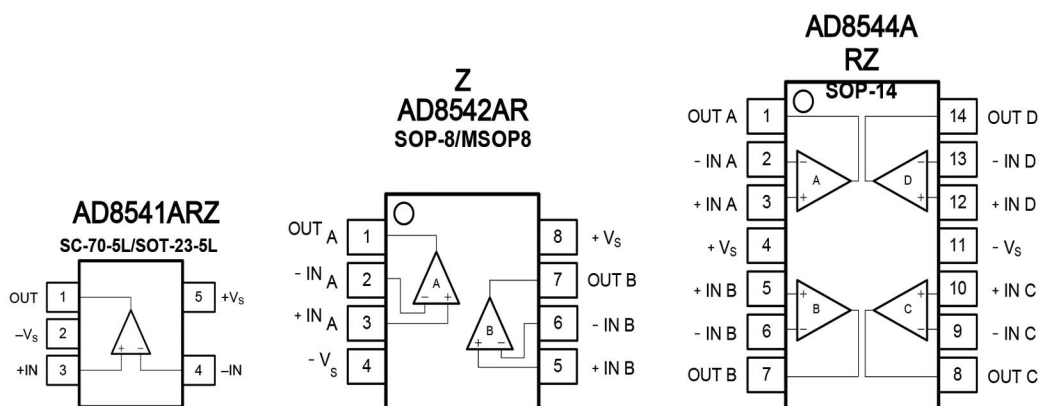 AD8541ARZ
SC-70-5L/SOT-23-5L
OUT 1 5 +VS
–VS 2
+IN 3 + – 4 –IN
Z
AD8542AR
SOP-8/MSOP8
OUT A 1 8 + VS
- IN A 2 A - + 7 OUT B
+ IN A 3 B + - 6 - IN B
- VS 4 5 + IN B
AD8544A
RZ
SOP-14
OUT A 1 14 OUT D
- IN A 2 - A D - 13 - IN D
+ IN A 3 + + 12 + IN D
+ VS 4 11 - VS
+ IN B 5 + B C + 10 + IN C
- IN B 6 - - 9 - IN C
OUT B 7 8 OUT C